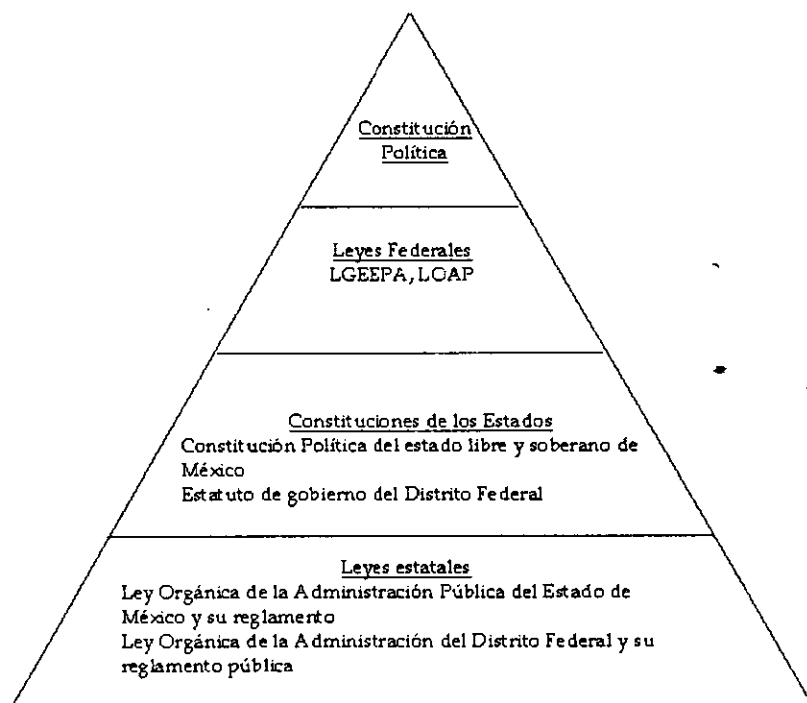 Constitución
Política
Leyes Federales
LGEEPA, LOAP
Constituciones de los Estados
Constitución Política del estado libre y soberano de
México
Estatuto de gobierno del Distrito Federal
Leyes estatales
Ley Orgánica de la Administración Pública del Estado de
México y su reglamento
Ley Orgánica de la Administración del Distrito Federal y su
reglamento pública